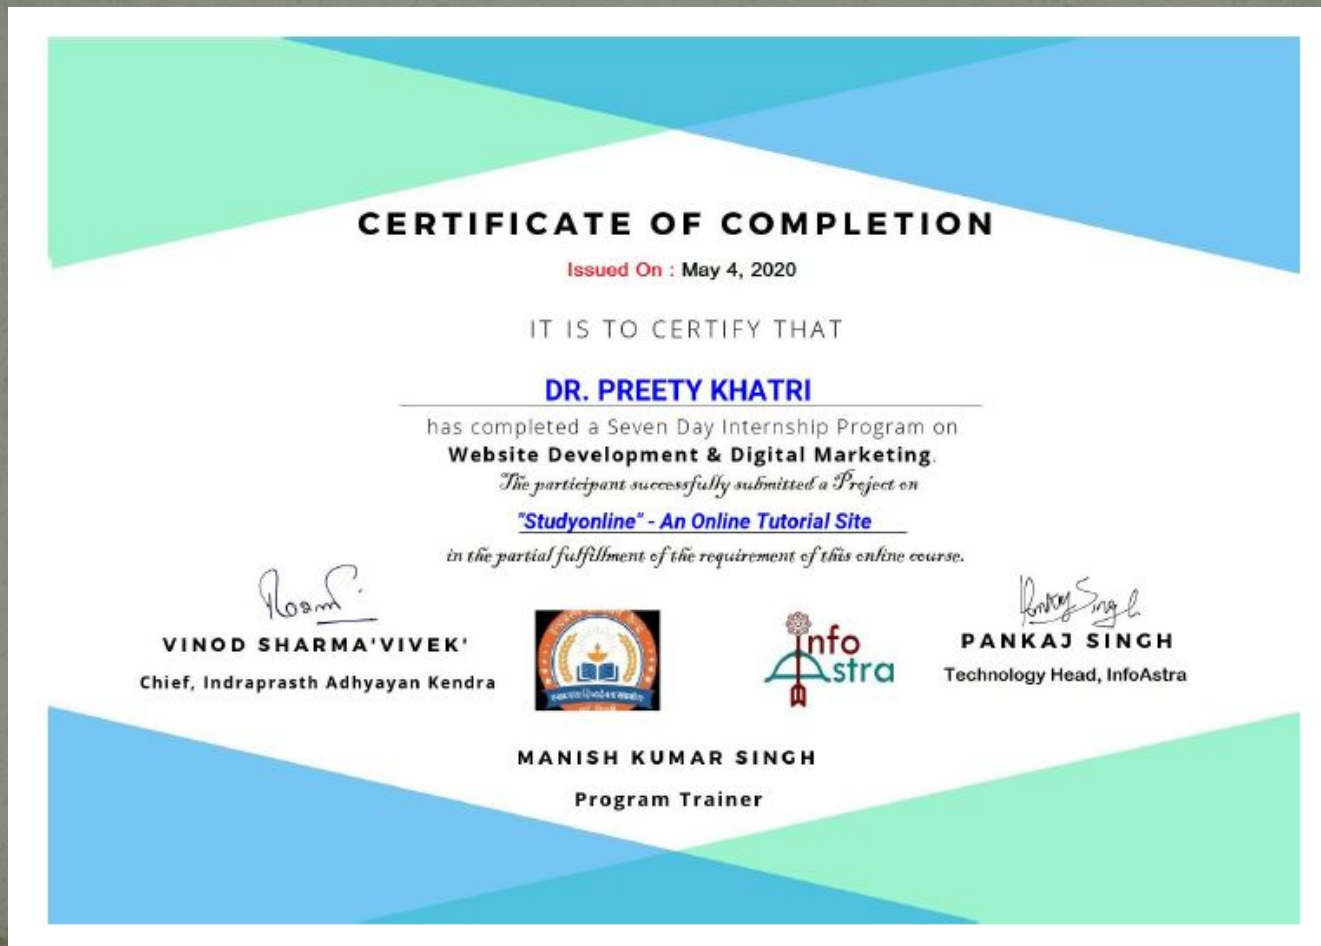 CERTIFICATE OF COMPLETION
Issued On : May 4, 2020
IT IS TO CERTIFY THAT
DR. PREETY KHATRI
has completed a Seven Day Internship Program on
Website Development & Digital Marketing.
The participant successfully submitted a Project on
"Studyonline" - An Online Tutorial Site
in the partial fulfillment of the requirement of this online course.
VINOD SHARMA'VIVEK'
Chief, Indraprasth Adhyayan Kendra
Info
Astra
Pankaj Singh
PANKAJ SINGH
Technology Head, InfoAstra
MANISH KUMAR SINGH
Program Trainer